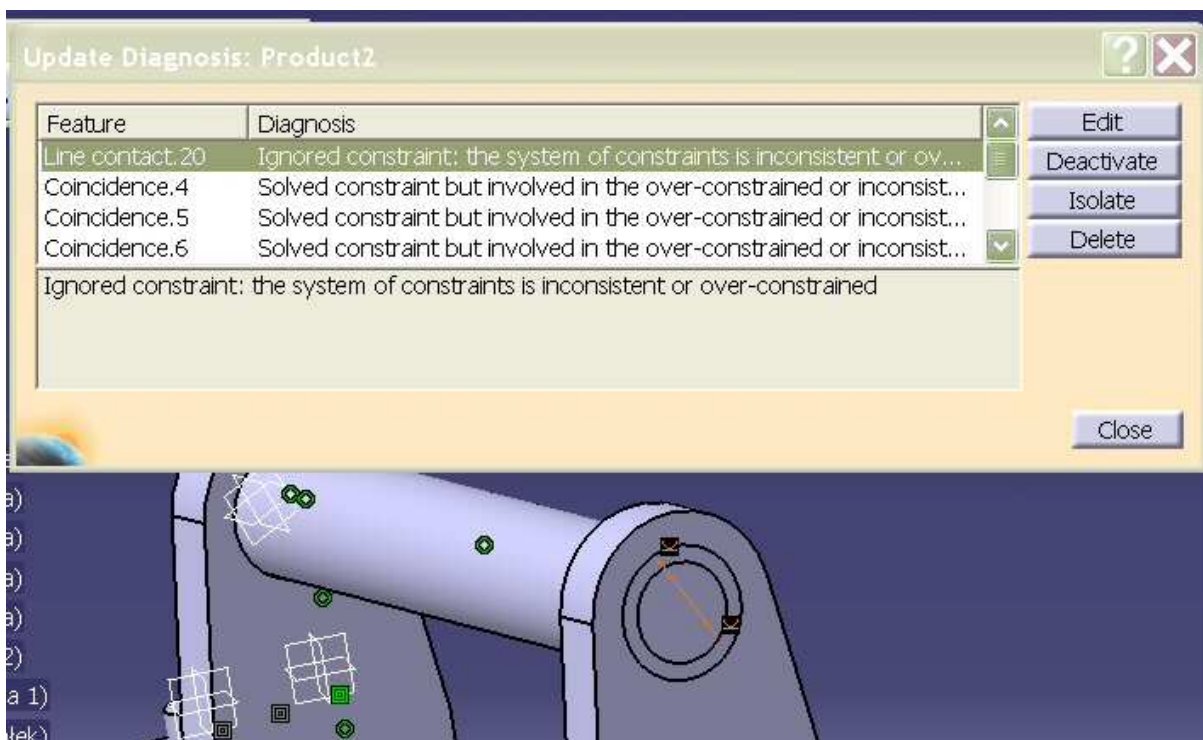 Update Diagnosis: Product2
Feature Diagnosis
Line contact.20 Ignored constraint: the system of constraints is inconsistent or ov...
Coincidence.4 Solved constraint but involved in the over-constrained or inconsist...
Coincidence.5 Solved constraint but involved in the over-constrained or inconsist...
Coincidence.6 Solved constraint but involved in the over-constrained or inconsist...
Edit
Deactivate
Isolate
Delete
Ignored constraint: the system of constraints is inconsistent or over-constrained
Close
a)
a)
a)
a)
2)
a 1)
łek)